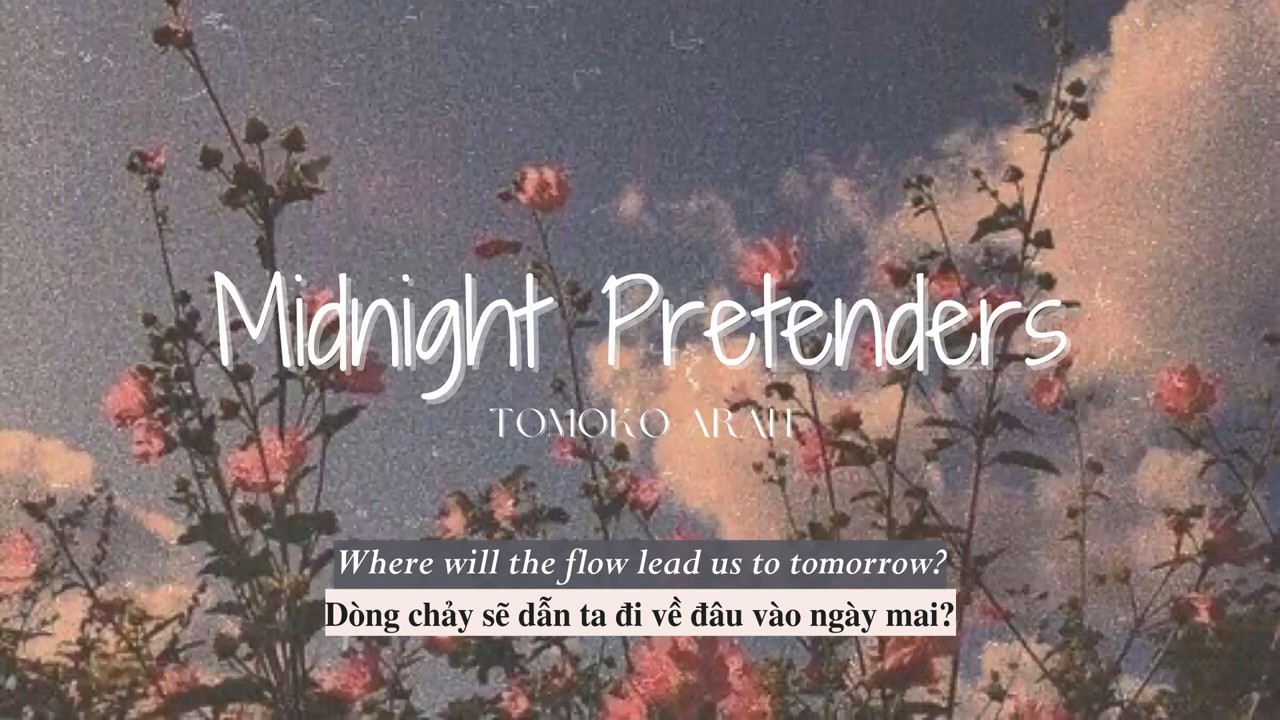 Midnight Pretenders
TOMOKO ARAN
Where will the flow lead us to tomorrow?
Dòng chảy sẽ dẫn ta đi về đâu vào ngày mai?